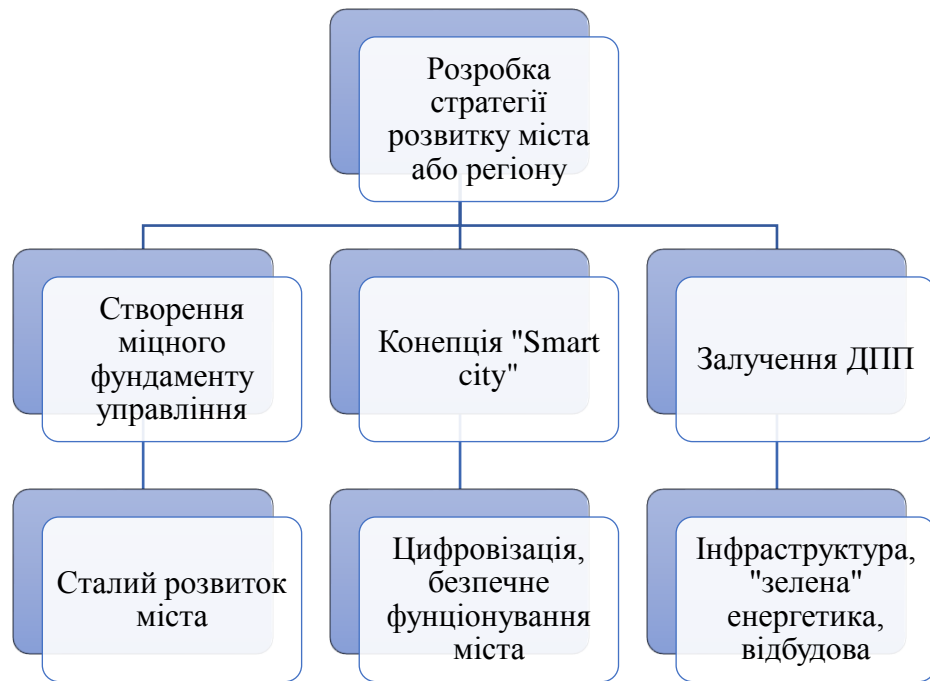 Розробка
стратегії
розвитку міста
або регіону
Створення
міцного
фундаменту
управління
Конепція "Smart
city"
Залучення ДПП
Сталий розвиток
міста
Цифровізація,
безпечне
фунціонування
міста
Інфраструктура,
"зелена"
енергетика,
відбудова